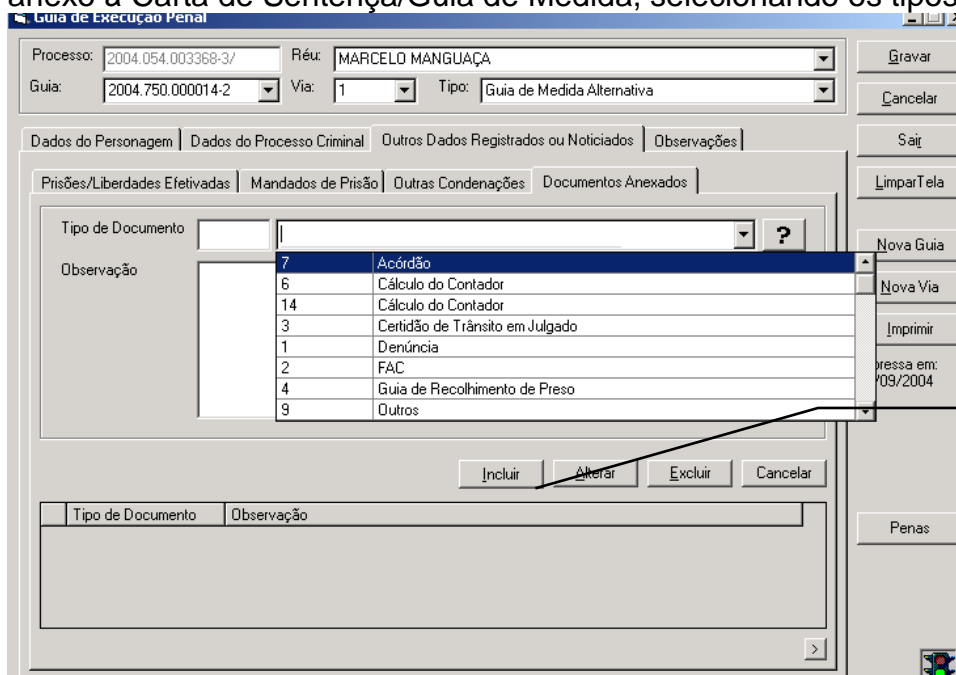 anexo a Carta de Sentença/Guia de Medida, selecionando os tipos
Guia de Execução Penal
Processo: 2004.054.003368-3/ Réu: MARCELO MANGUAÇA
Guia: 2004.750.000014-2 Via: 1 Tipo: Guia de Medida Alternativa
Dados do Personagem Dados do Processo Criminal Outros Dados Registrados ou Noticiados Observações
Prisões/Liberdades Efetivadas Mandados de Prisão Outras Condenações Documentos Anexados
Tipo de Documento ?
Observação
7 Acórdão
6 Cálculo do Contador
14 Cálculo do Contador
3 Certidão de Trânsito em Julgado
1 Denúncia
2 FAC
4 Guia de Recolhimento de Preso
9 Outros
Incluir Alterar Excluir Cancelar
Tipo de Documento Observação
>
Gravar
Cancelar
Sair
LimparTela
Nova Guia
Nova Via
Imprimir
pressa em:
/09/2004
Penas